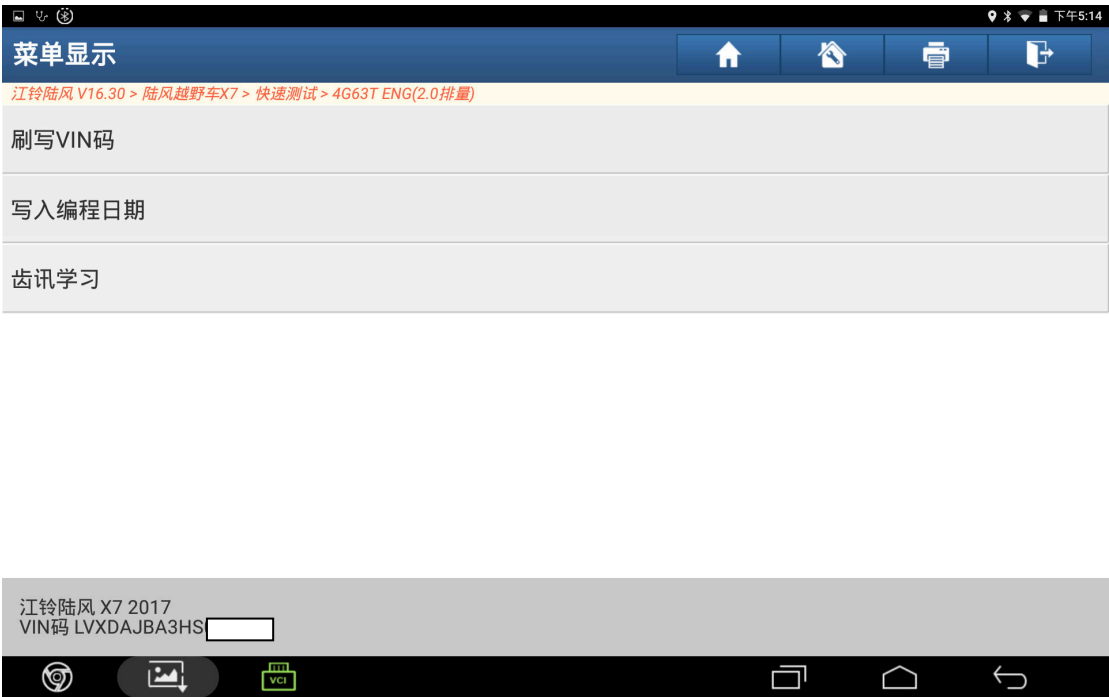 下午5:14
菜单显示
江铃陆风 V16.30 > 陆风越野车X7 > 快速测试 > 4G63T ENG(2.0排量)
刷写VIN码
写入编程日期
齿讯学习
江铃陆风 X7 2017
VIN码 LVXDAJBA3HS
VCI